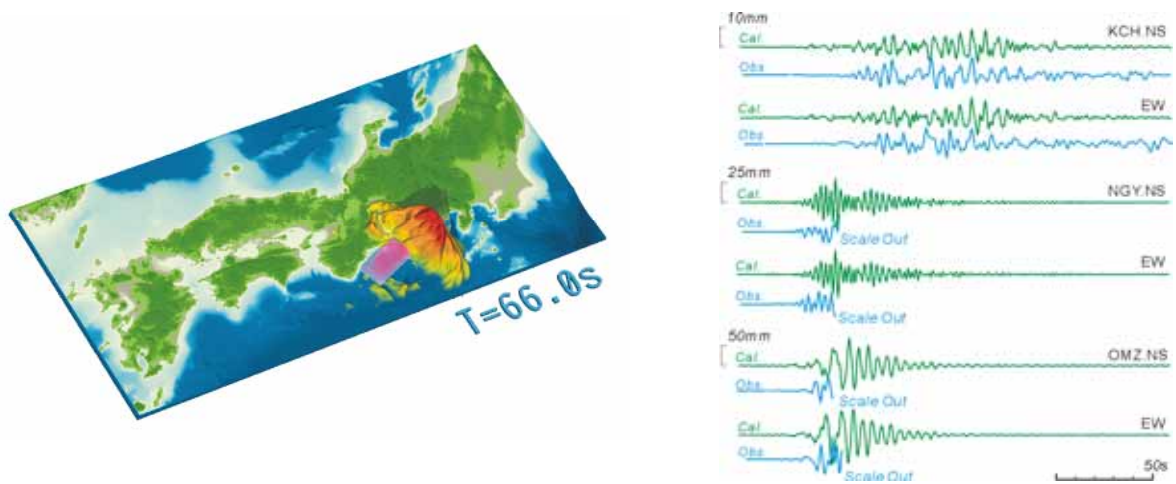 T=66.0s
10mm
Cal.
KCH.NS
Obs.
Cal.
EW
Obs.
25mm
Cal.
NGY.NS
Obs.
Scale Out
Cal.
EW
Obs.
Scale Out
50mm
Cal.
OMZ.NS
Obs.
Scale Out
Cal.
EW
Obs.
Scale Out
50s